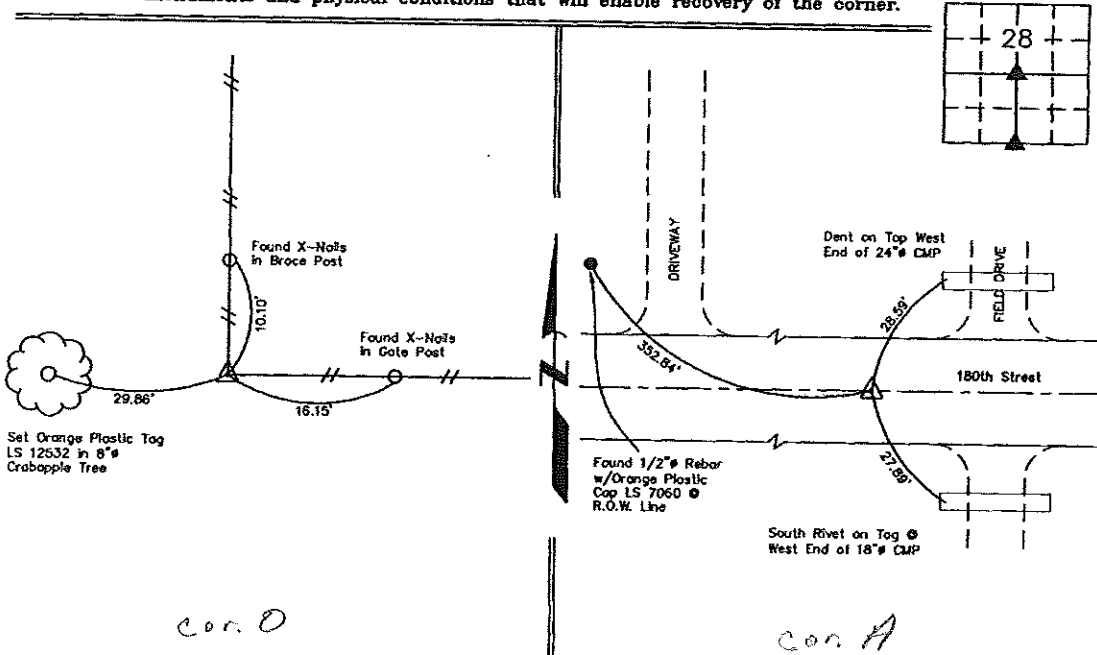 monuments and physical conditions that will enable recovery of the corner.
28
Found X-Nails
in Brace Post
10.10'
Found X-Nails
in Gate Post
29.86'
16.15'
Set Orange Plastic Tag
LS 12532 in 8"ø
Crabapple Tree
cor. O
N
DRIVEWAY
Dent on Top West
End of 24"ø CMP
FIELD DRIVE
28.59'
352.84'
180th Street
27.89'
Found 1/2"ø Rebar
w/Orange Plastic
Cap LS 7060 @
R.O.W. Line
South Rivet on Tag @
West End of 18"ø CMP
cor. A